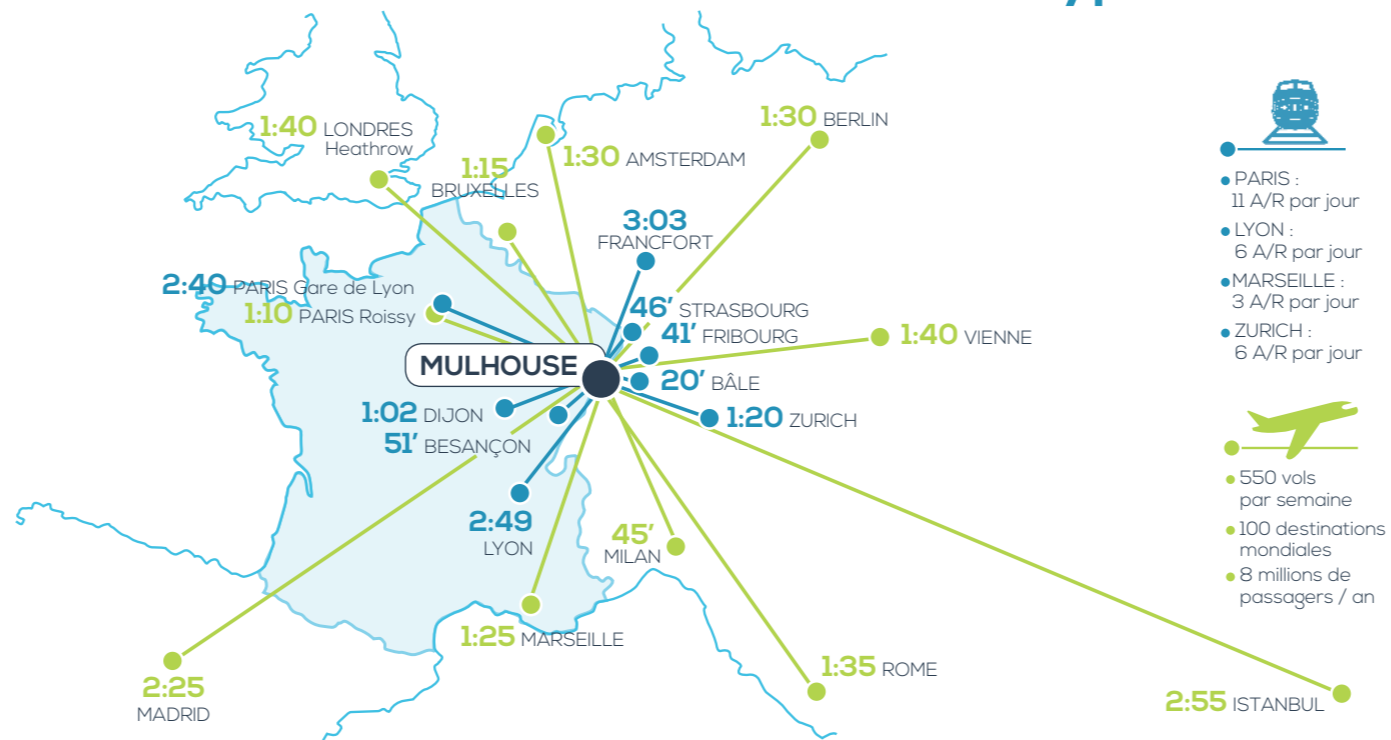 1:40 LONDRES
Heathrow
1:15
BRUXELLES
1:30 AMSTERDAM
1:30 BERLIN
3:03
FRANCFORT
2:40 PARIS Gare de Lyon
1:10 PARIS Roissy
46' STRASBOURG
41' FRIBOURG
1:40 VIENNE
MULHOUSE
20' BÂLE
1:02 DIJON
51' BESANÇON
1:20 ZURICH
2:49
LYON
45'
MILAN
1:25 MARSEILLE
1:35 ROME
2:25
MADRID
2:55 ISTANBUL
• PARIS :
11 A/R par jour
• LYON :
6 A/R par jour
• MARSEILLE :
3 A/R par jour
• ZURICH :
6 A/R par jour
• 550 vols
par semaine
• 100 destinations
mondiales
• 8 millions de
passagers / an